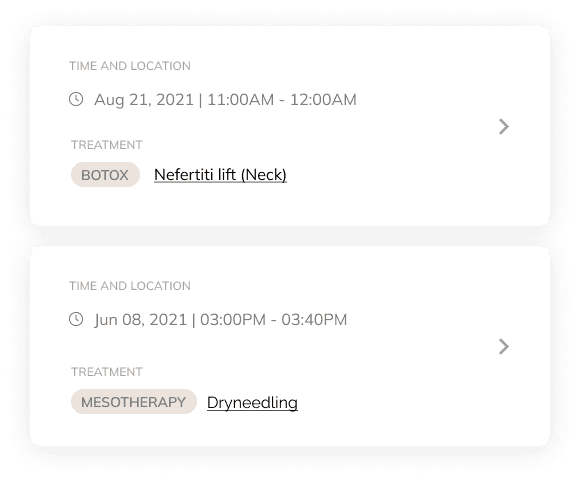 TIME AND LOCATION
Aug 21, 2021 | 11:00AM - 12:00AM
TREATMENT
BOTOX Nefertiti lift (Neck)
TIME AND LOCATION
Jun 08, 2021 | 03:00PM - 03:40PM
TREATMENT
MESOTHERAPY Dryneedling